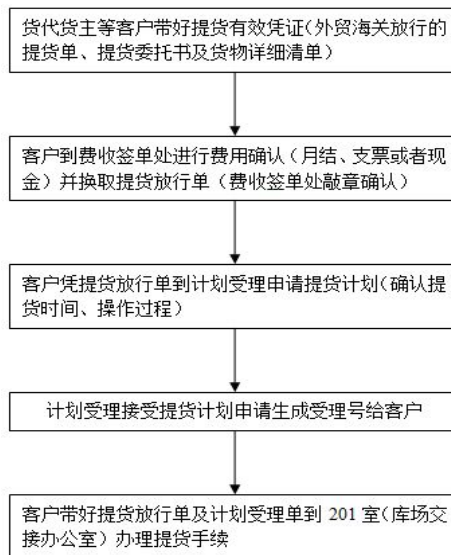 货代货主等客户带好提货有效凭证（外贸海关放行的
提货单、提货委托书及货物详细清单）
客户到费收签单处进行费用确认（月结、支票或者现
金）并换取提货放行单（费收签单处敲章确认）
客户凭提货放行单到计划受理申请提货计划（确认提
货时间、操作过程）
计划受理接受提货计划申请生成受理号给客户
客户带好提货放行单及计划受理单到 201 室（库场交
接办公室）办理提货手续